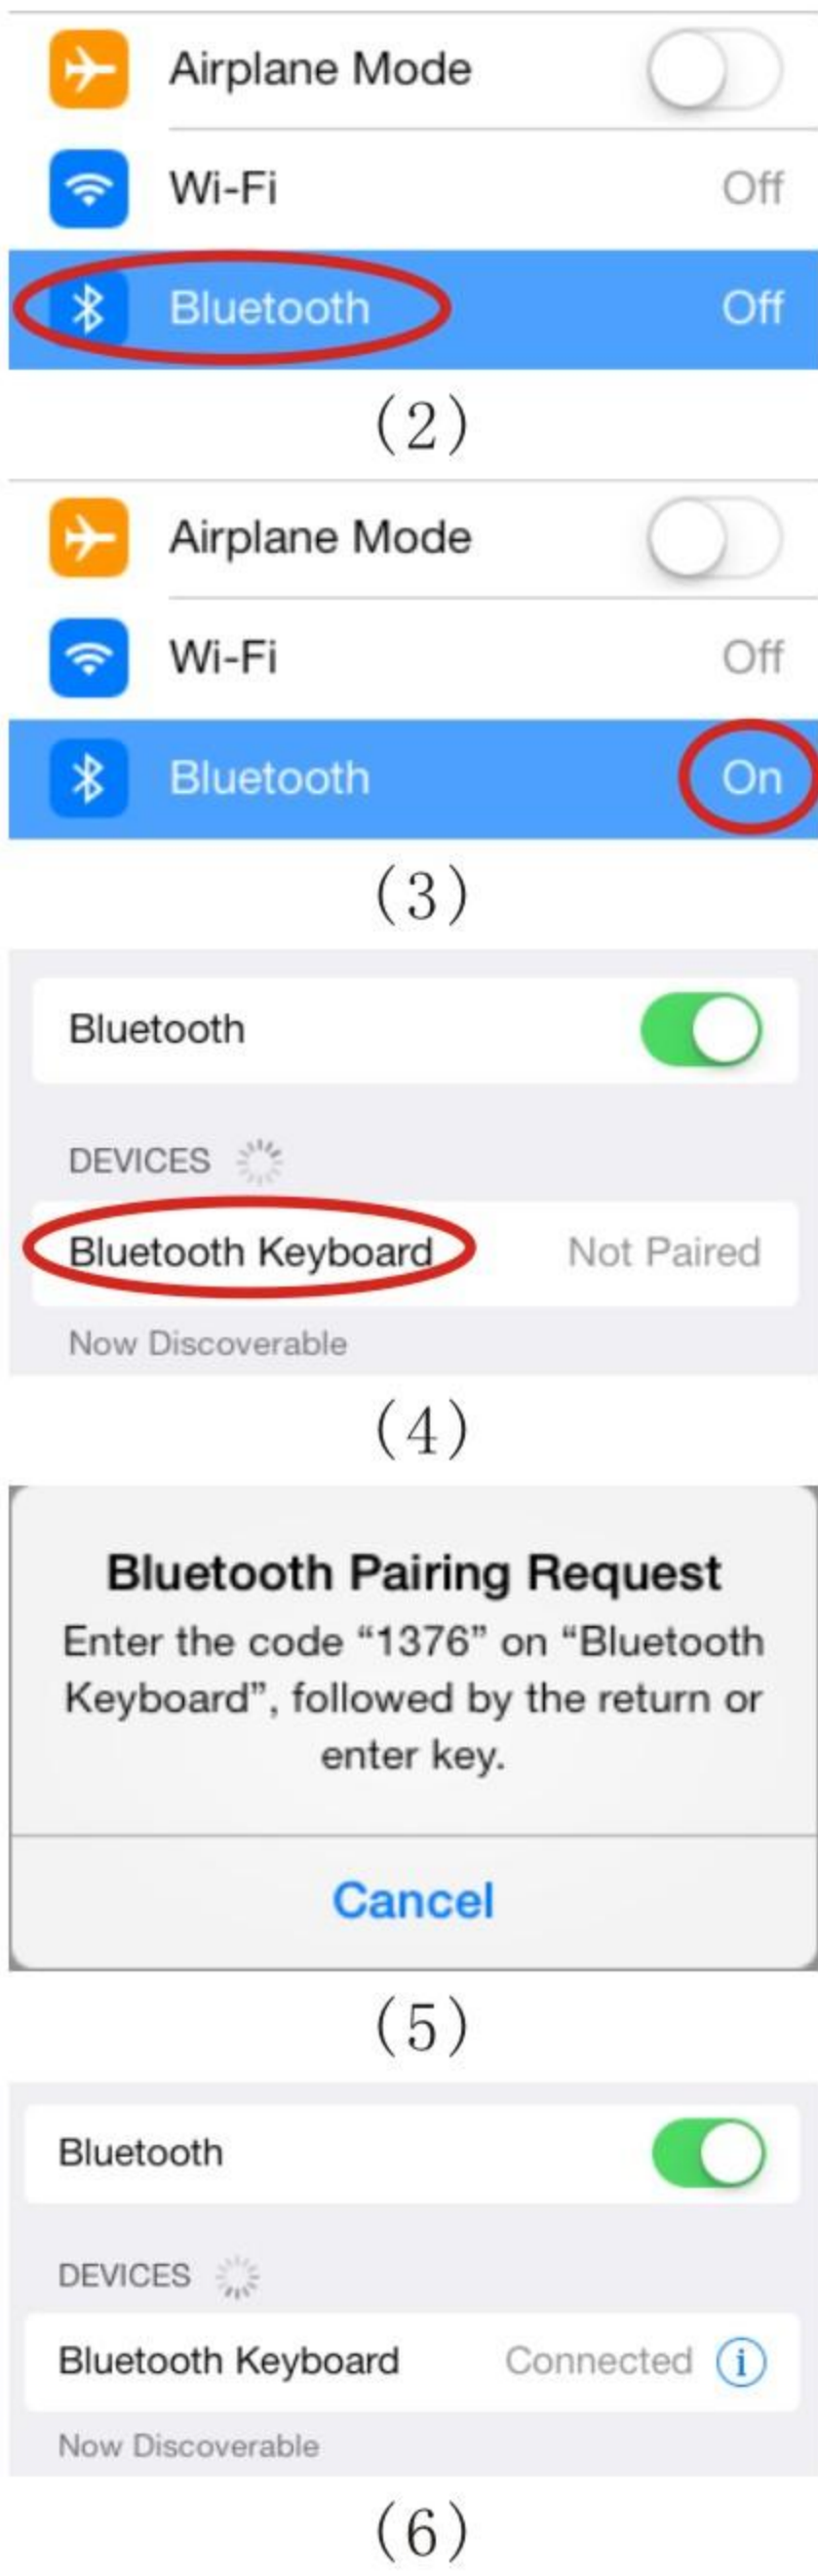 Airplane Mode
Wi-Fi Off
Bluetooth Off
(2)
Airplane Mode
Wi-Fi Off
Bluetooth On
(3)
Bluetooth
DEVICES
Bluetooth Keyboard Not Paired
Now Discoverable
(4)
Bluetooth Pairing Request
Enter the code “1376” on “Bluetooth
Keyboard”, followed by the return or
enter key.
Cancel
(5)
Bluetooth
DEVICES
Bluetooth Keyboard Connected i
Now Discoverable
(6)